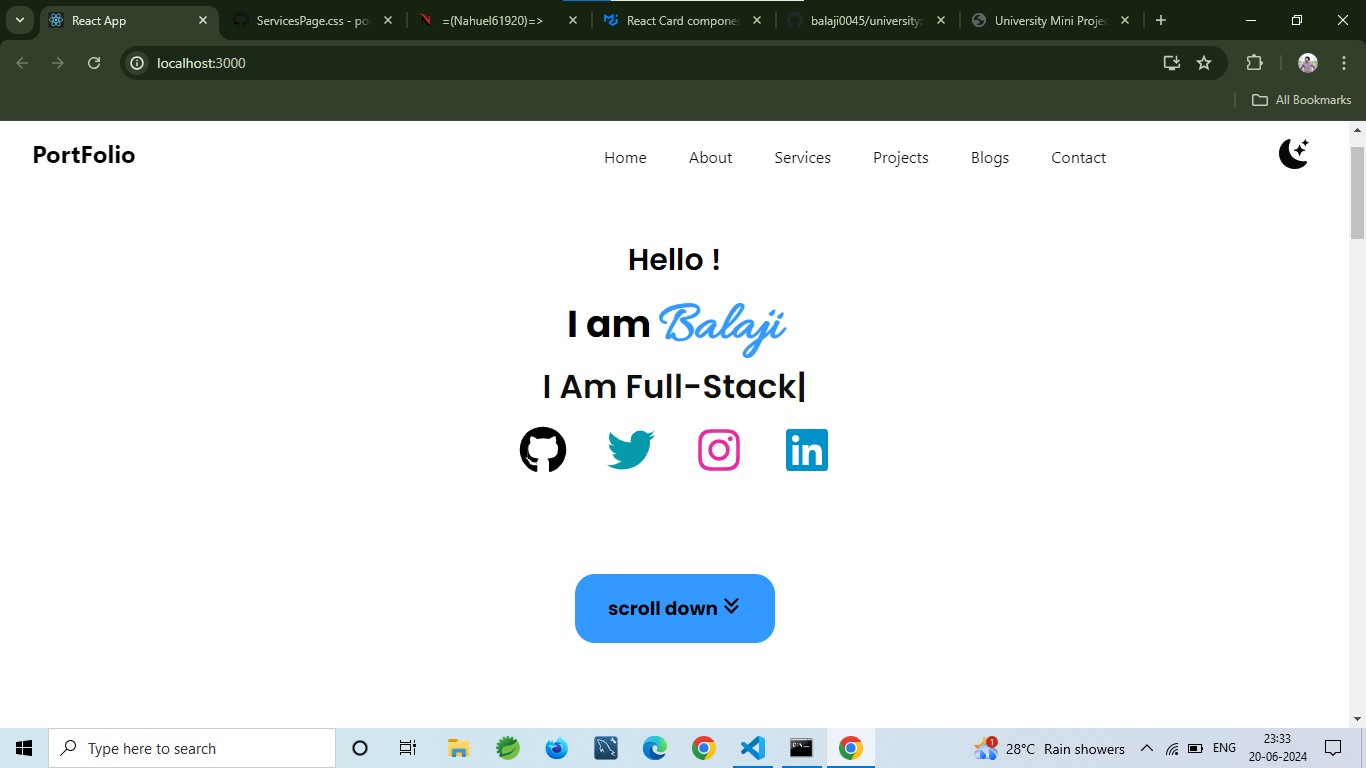 React App
ServicesPage.css - po
=(Nahuel61920)=>
React Card compone
balaji0045/university
University Mini Projec
localhost:3000
All Bookmarks
PortFolio
Home About Services Projects Blogs Contact
Hello !
I am Balaji
I Am Full-Stack|
in
scroll down
Type here to search
1
28°C Rain showers
ENG
23:33
20-06-2024